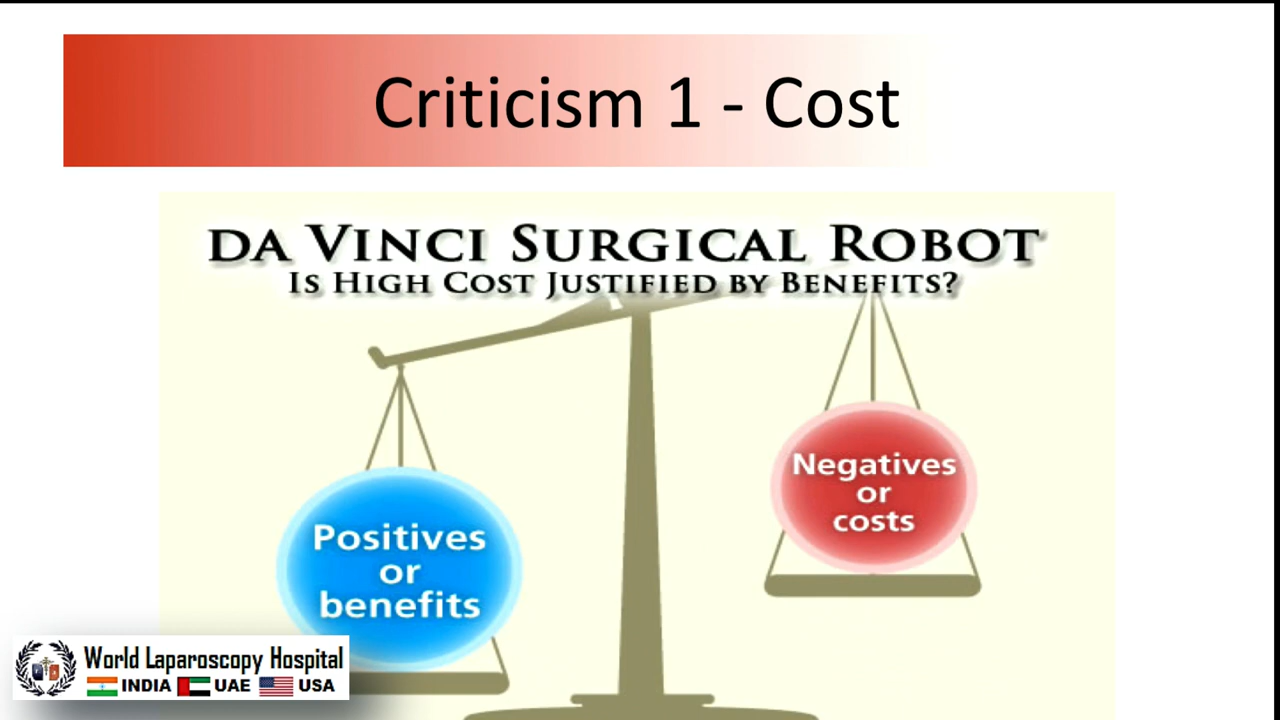 Criticism 1 - Cost
DA VINCI SURGICAL ROBOT
IS HIGH COST JUSTIFIED BY BENEFITS?
Negatives
or
costs
Positives
or
benefits
World Laparoscopy Hospital
INDIA UAE USA